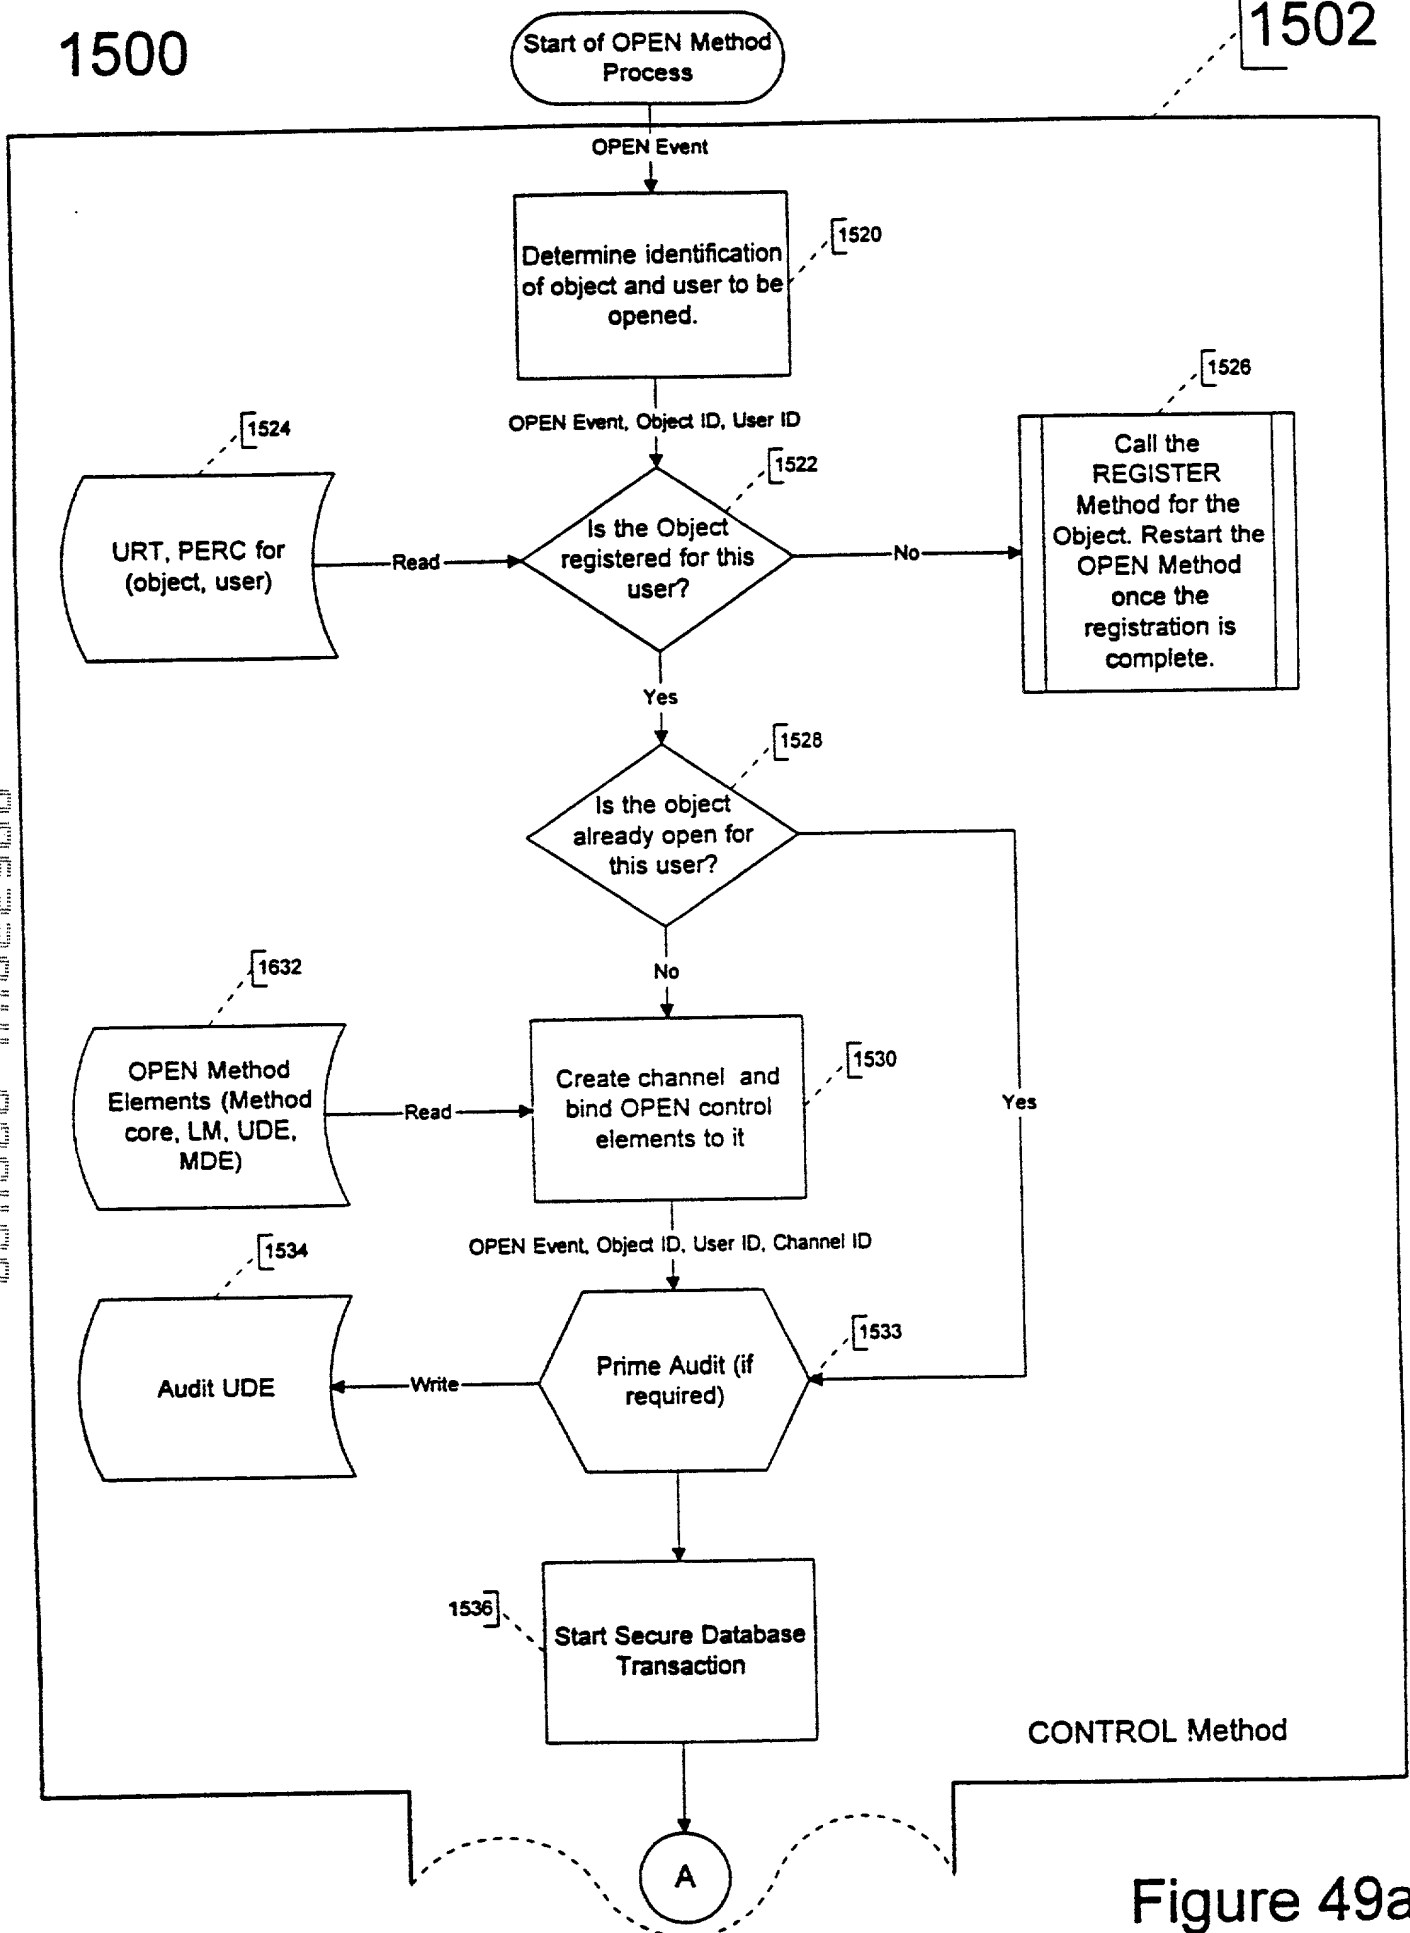 1500
1502
Start of OPEN Method
Process
OPEN Event
1520
Determine identification
of object and user to be
opened.
OPEN Event, Object ID, User ID
1524
1522
1526
URT, PERC for
(object, user)
Read
Is the Object
registered for this
user?
No
Call the
REGISTER
Method for the
Object. Restart the
OPEN Method
once the
registration is
complete.
Yes
1528
Is the object
already open for
this user?
No
Yes
1632
OPEN Method
Elements (Method
core, LM, UDE,
MDE)
Read
1530
Create channel and
bind OPEN control
elements to it
OPEN Event, Object ID, User ID, Channel ID
1534
1533
Audit UDE
Write
Prime Audit (if
required)
1536
Start Secure Database
Transaction
CONTROL Method
A
Figure 49a